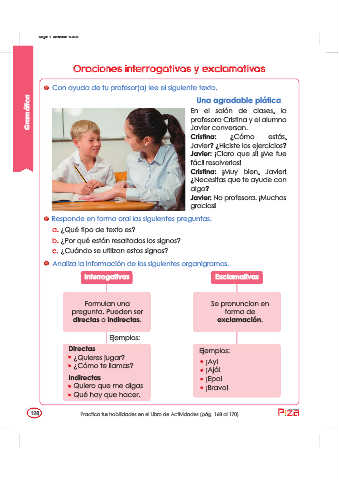 Oraciones interrogativas y exclamativas
Gramática
Con ayuda de tu profesor(a) lee el siguiente texto.
Una agradable plática
En el salón de clases, la
profesora Cristina y el alumno
Javier conversan.
Cristina: ¿Cómo estás,
Javier? ¿Hiciste los ejercicios?
Javier: ¡Claro que sí! ¡Me fue
fácil resolverlos!
Cristina: ¡Muy bien, Javier!
¿Necesitas que te ayude con
algo?
Javier: No profesora. ¡Muchas
gracias!
Responde en forma oral las siguientes preguntas.
a. ¿Qué tipo de texto es?
b. ¿Por qué están resaltados los signos?
c. ¿Cuándo se utilizan estos signos?
Analiza la información de los siguientes organigramas.
Interrogativas
Formulan una
pregunta. Pueden ser
directas o indirectas.
Ejemplos:
Directas
• ¿Quieres jugar?
• ¿Cómo te llamas?
Indirectas
• Quiero que me digas
• Qué hay que hacer.
Exclamativas
Se pronuncian en
forma de
exclamación.
Ejemplos:
• ¡Ay!
• ¡Ajá!
• ¡Epa!
• ¡Bravo!
128
Practica tus habilidades en el Libro de Actividades (pág. 169 al 170).